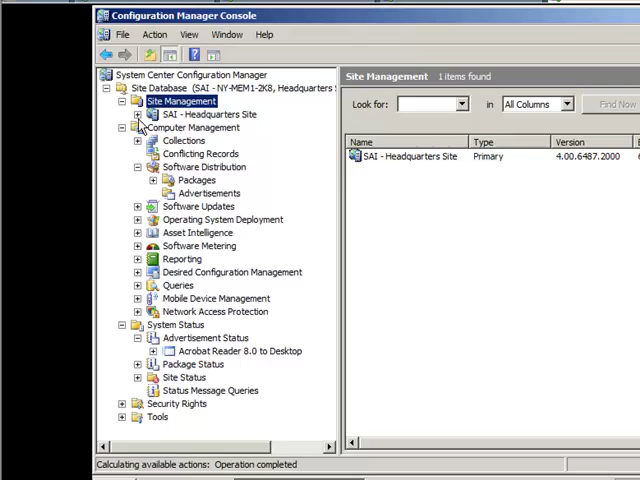 Configuration Manager Console
File Action View Window Help
System Center Configuration Manager
Site Database (SAI - NY-MEM1-2K8, Headquarters
Site Management
SAI - Headquarters Site
Computer Management
Collections
Conflicting Records
Software Distribution
Packages
Advertisements
Software Updates
Operating System Deployment
Asset Intelligence
Software Metering
Reporting
Desired Configuration Management
Queries
Mobile Device Management
Network Access Protection
System Status
Advertisement Status
Acrobat Reader 8.0 to Desktop
Package Status
Site Status
Status Message Queries
Security Rights
Tools
Site Management 1 items found
Look for: in All Columns Find Now
Name Type Version
SAI - Headquarters Site Primary 4.00.6487.2000
Calculating available actions: Operation completed